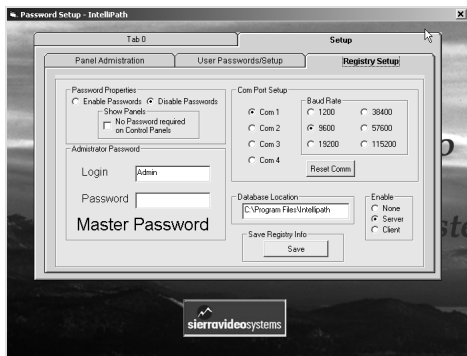 Password Setup - IntelliPath
Tab 0
Setup
Panel Admistration
User Passwords/Setup
Registry Setup
Password Properties
Enable Passwords
Disable Passwords
Show Panels
No Password required
on Control Panels
Admistrator Password
Login
Admin
Password
Master Password
Com Port Setup
Com 1
Com 2
Com 3
Com 4
Baud Rate
1200
38400
9600
57600
19200
115200
Reset Comm
Database Location
C:\Program Files\Intellipath
Enable
None
Server
Client
Save Registry Info
Save
sierravideosystems